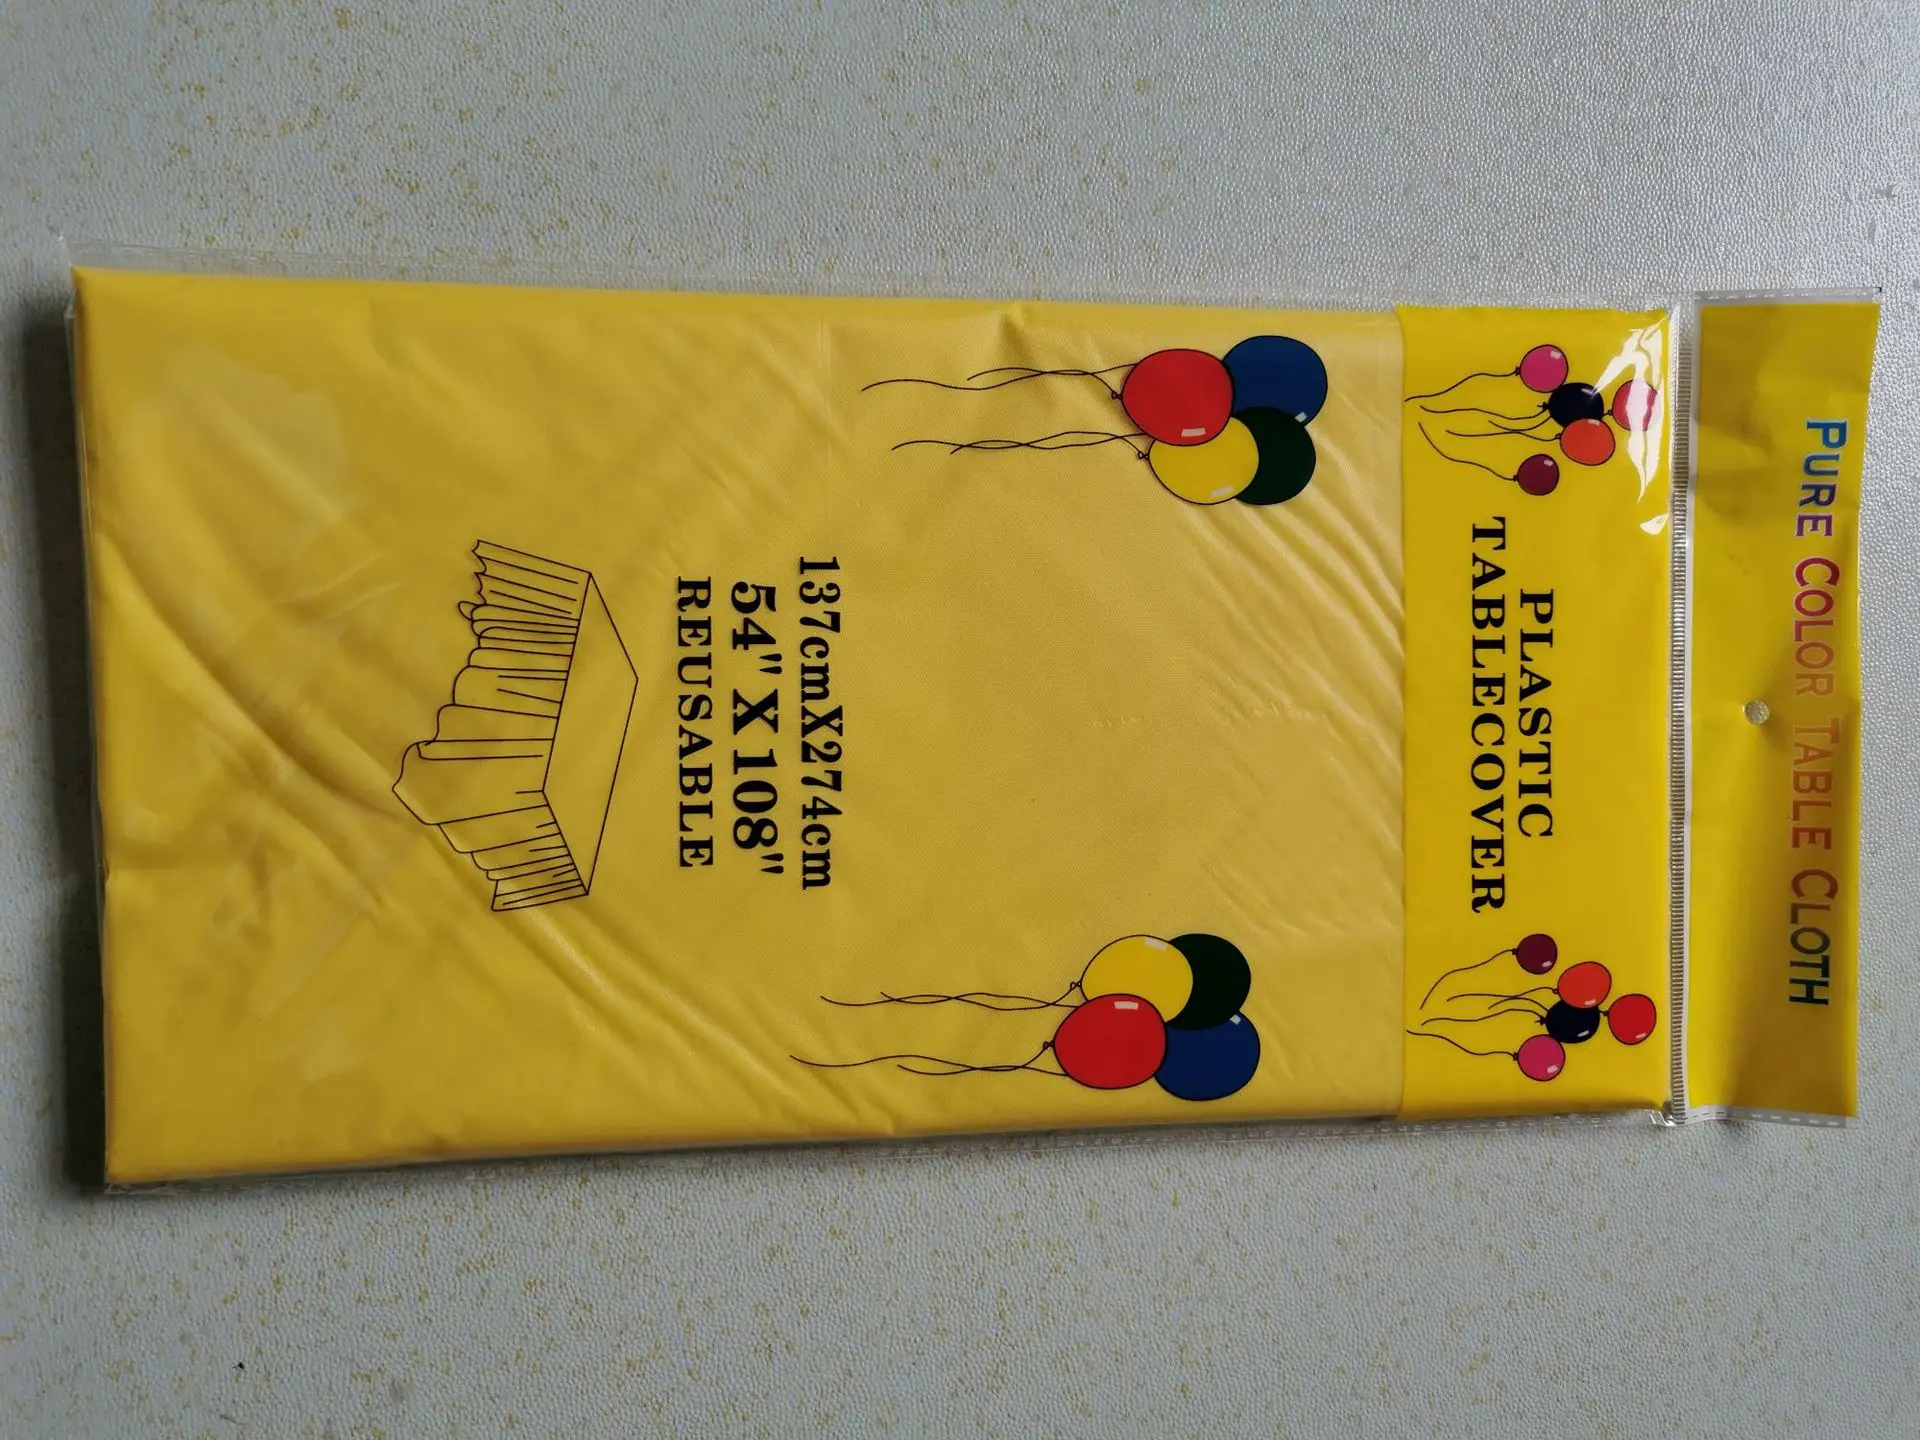 PURE COLOR TABLE CLOTH
PLASTIC
TABLECOVER
137cmX274cm
54" X 108"
REUSABLE